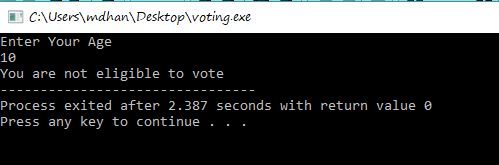 C:\Users\mdhan\Desktop\voting.exe
Enter Your Age
10
You are not eligible to vote
--------------------------------
Process exited after 2.387 seconds with return value 0
Press any key to continue . . .